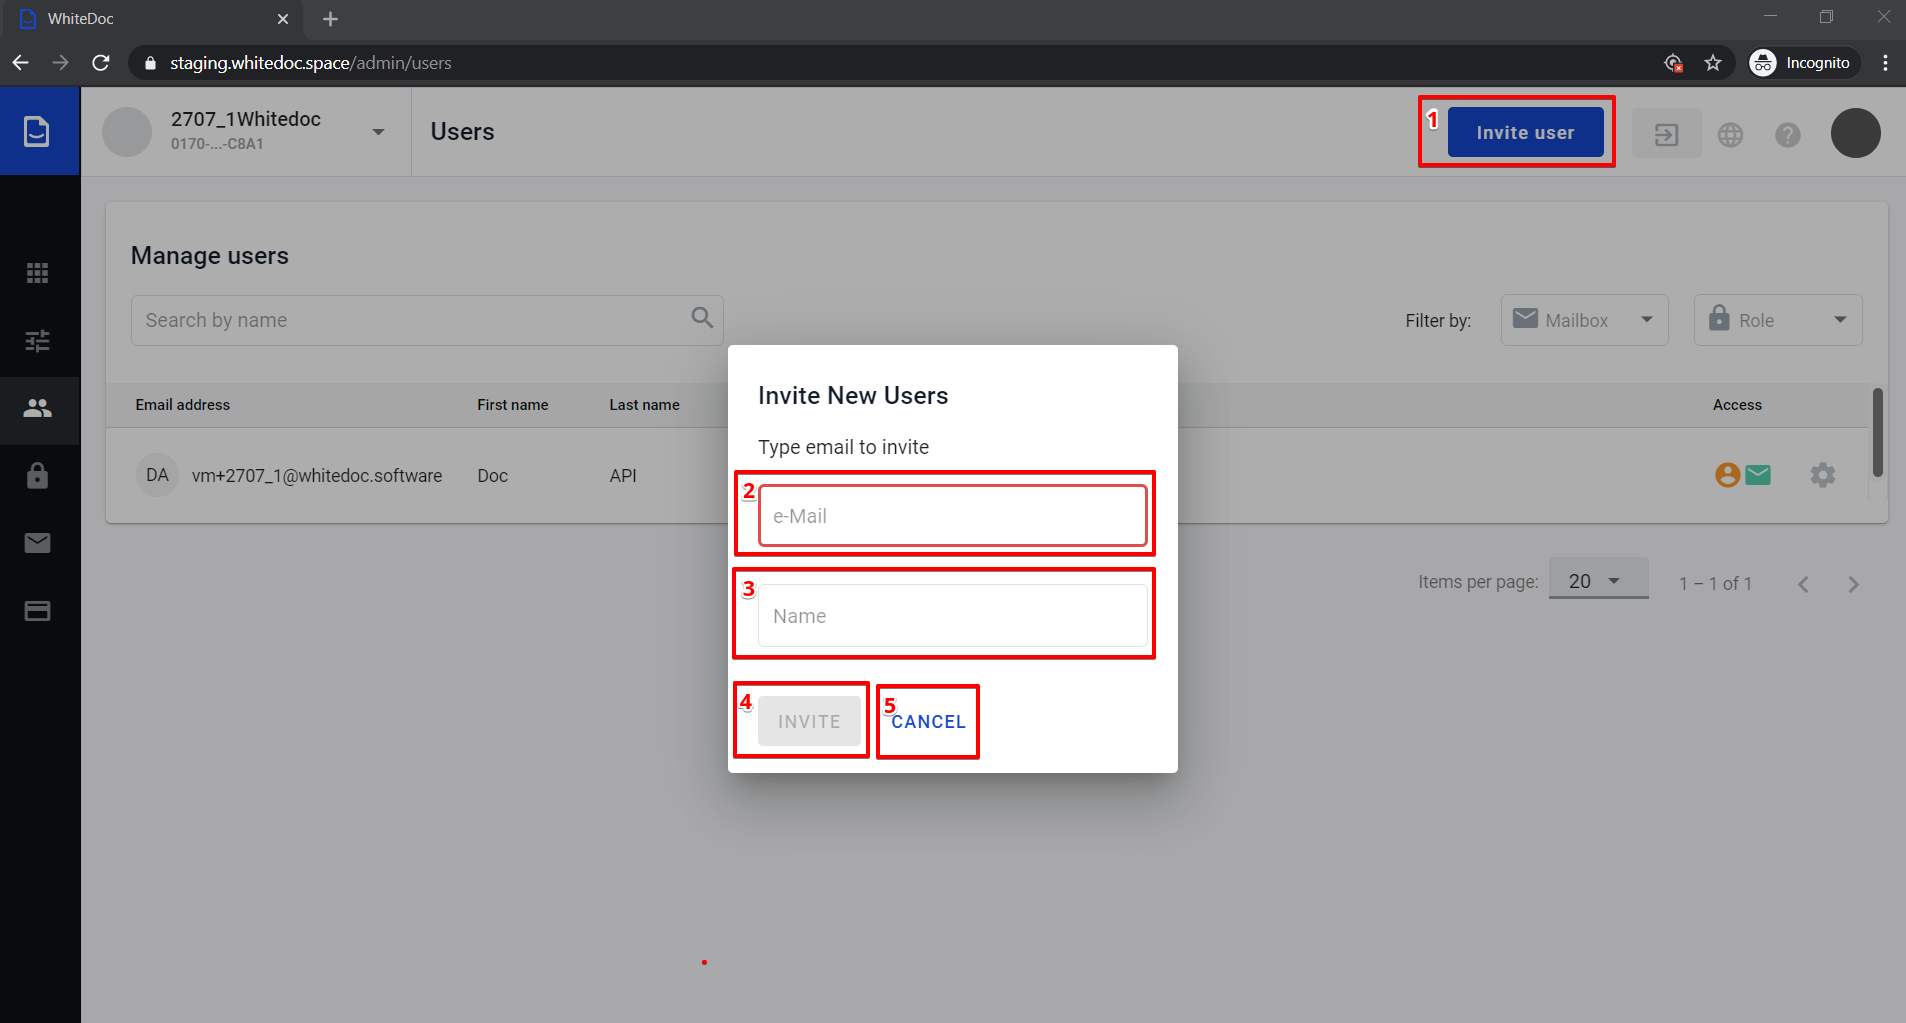 WhiteDoc
staging.whitedoc.space/admin/users
Incognito
2707_1Whitedoc
0170-...-C8A1
Users
1
Invite user
Manage users
Search by name
Filter by:
Mailbox
Role
Email address First name Last name Access
DA vm+2707_1@whitedoc.software Doc API
Invite New Users
Type email to invite
2
e-Mail
3
Name
4
INVITE
5
CANCEL
Items per page: 20 1 – 1 of 1